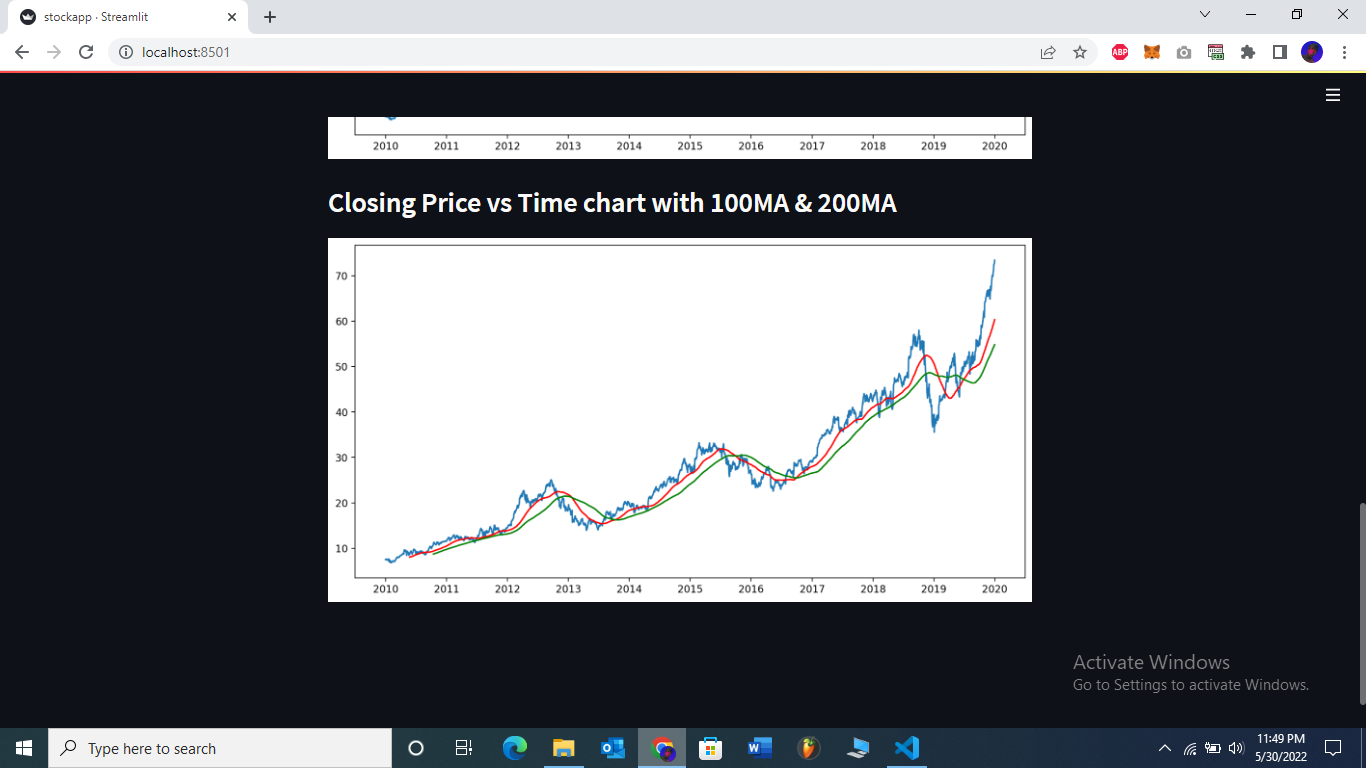 stockapp · Streamlit
localhost:8501
ABP
2010 2011 2012 2013 2014 2015 2016 2017 2018 2019 2020
Closing Price vs Time chart with 100MA & 200MA
70
60
50
40
30
20
10
2010 2011 2012 2013 2014 2015 2016 2017 2018 2019 2020
Activate Windows
Go to Settings to activate Windows.
Type here to search
11:49 PM
5/30/2022